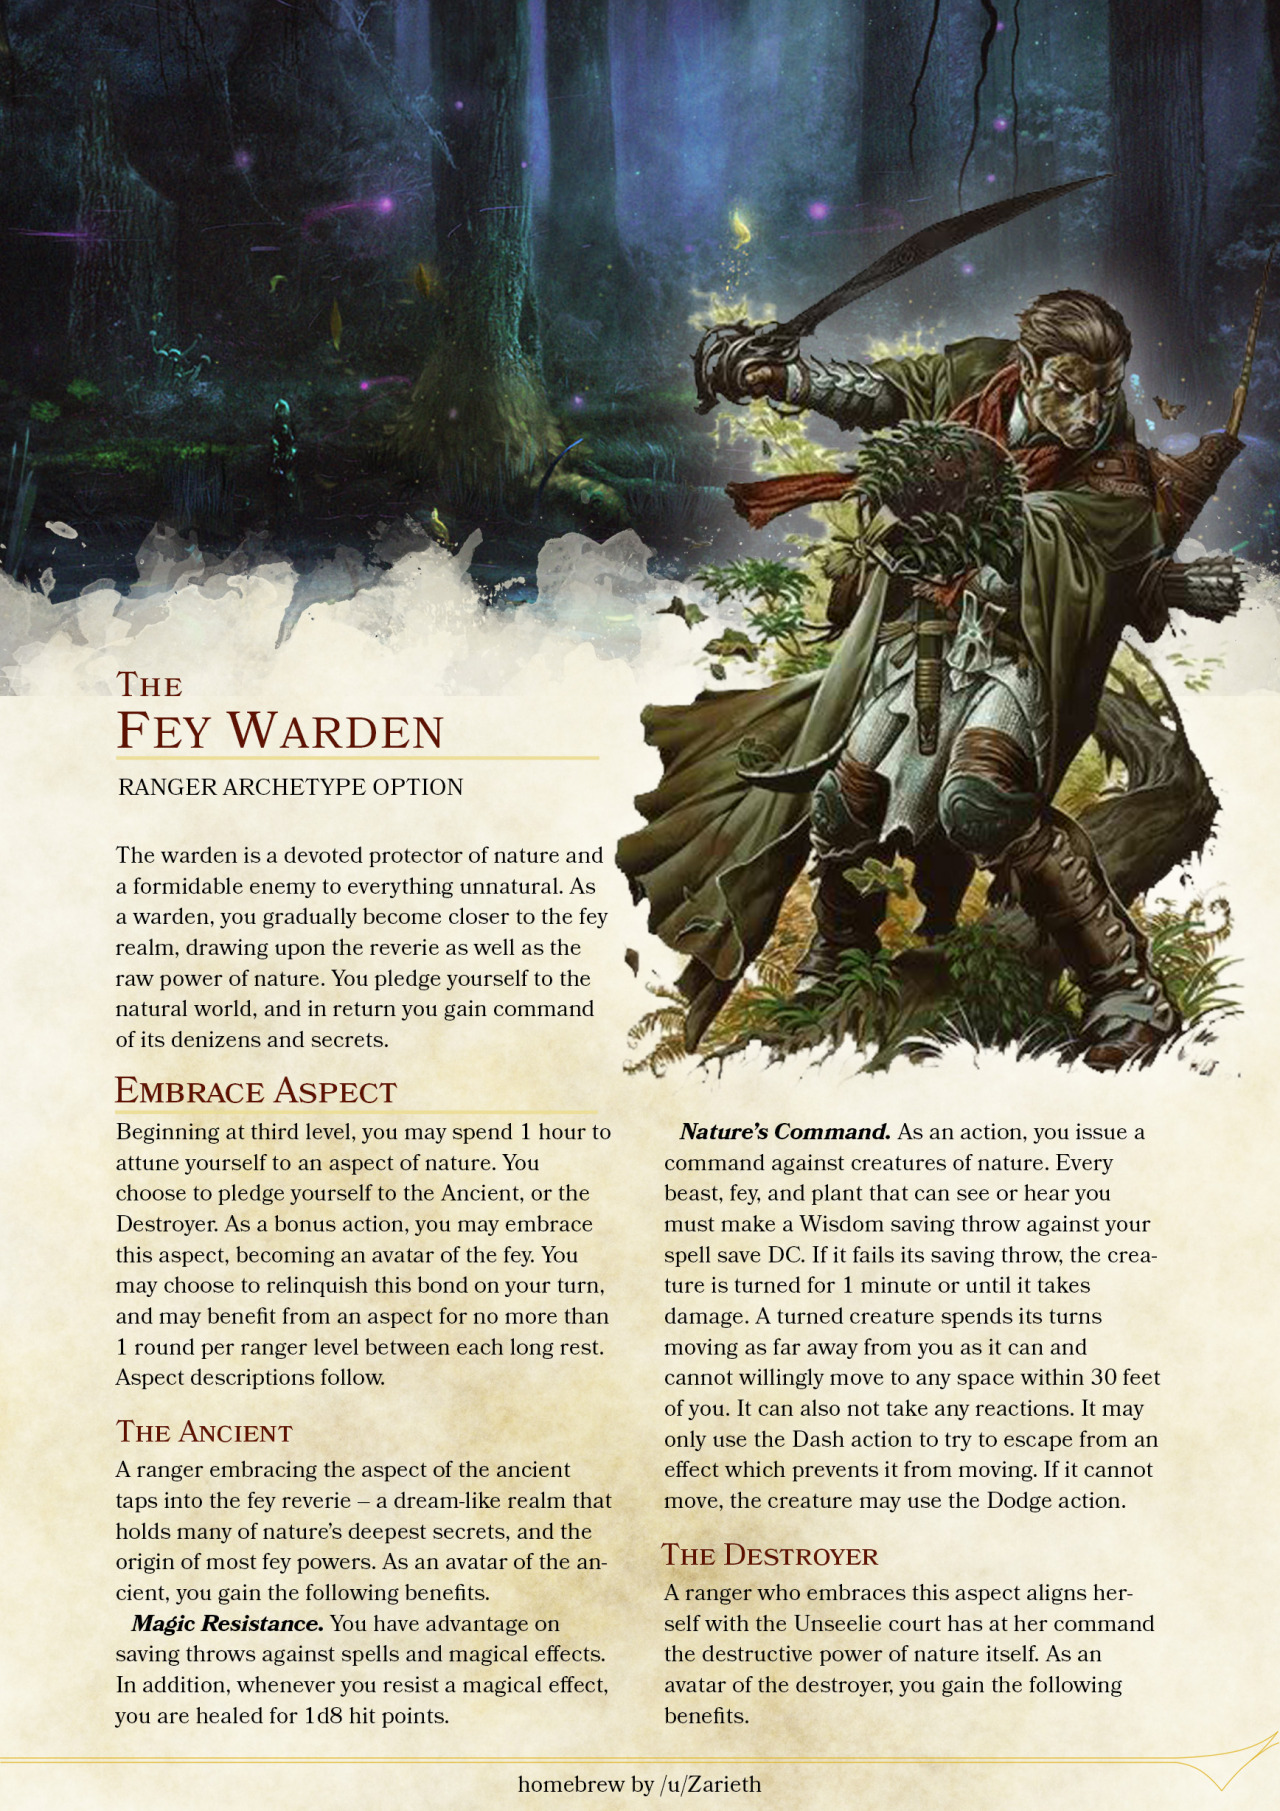 The
Fey Warden
RANGER ARCHETYPE OPTION
The warden is a devoted protector of nature and
a formidable enemy to everything unnatural. As
a warden, you gradually become closer to the fey
realm, drawing upon the reverie as well as the
raw power of nature. You pledge yourself to the
natural world, and in return you gain command
of its denizens and secrets.
Embrace Aspect
Beginning at third level, you may spend 1 hour to
attune yourself to an aspect of nature. You
choose to pledge yourself to the Ancient, or the
Destroyer. As a bonus action, you may embrace
this aspect, becoming an avatar of the fey. You
may choose to relinquish this bond on your turn,
and may benefit from an aspect for no more than
1 round per ranger level between each long rest.
Aspect descriptions follow.
The Ancient
A ranger embracing the aspect of the ancient
taps into the fey reverie – a dream-like realm that
holds many of nature's deepest secrets, and the
origin of most fey powers. As an avatar of the an-
cient, you gain the following benefits.
Magic Resistance. You have advantage on
saving throws against spells and magical effects.
In addition, whenever you resist a magical effect,
you are healed for 1d8 hit points.
Nature's Command. As an action, you issue a
command against creatures of nature. Every
beast, fey, and plant that can see or hear you
must make a Wisdom saving throw against your
spell save DC. If it fails its saving throw, the crea-
ture is turned for 1 minute or until it takes
damage. A turned creature spends its turns
moving as far away from you as it can and
cannot willingly move to any space within 30 feet
of you. It can also not take any reactions. It may
only use the Dash action to try to escape from an
effect which prevents it from moving. If it cannot
move, the creature may use the Dodge action.
The Destroyer
A ranger who embraces this aspect aligns her-
self with the Unseelie court has at her command
the destructive power of nature itself. As an
avatar of the destroyer, you gain the following
benefits.
homebrew by /u/Zarieth